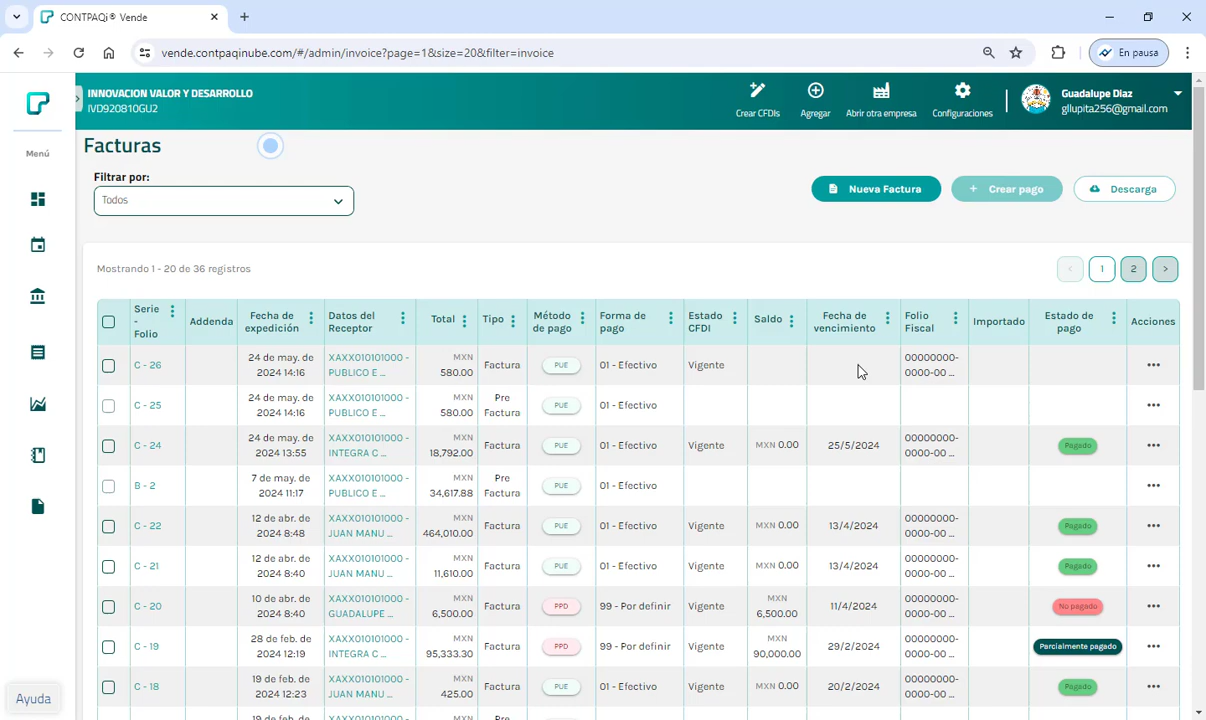 CONTPAQi® Vende
vende.contpaqinube.com/#/admin/invoice?page=1&size=20&filter=invoice
En pausa
INNOVACION VALOR Y DESARROLLO
IVD920810GU2
Crear CFDIs
Agregar
Abrir otra empresa
Configuraciones
Guadalupe Diaz
gllupita256@gmail.com
Menú
Facturas
Filtrar por:
Todos
Nueva Factura
+ Crear pago
Descarga
Mostrando 1 - 20 de 36 registros
< 1 2 >
Serie - Folio Addenda Fecha de expedición Datos del Receptor Total Tipo Método de pago Forma de pago Estado CFDI Saldo Fecha de vencimiento Folio Fiscal Importado Estado de pago Acciones
C - 26 24 de may. de 2024 14:16 XAXX010101000 - PUBLICO E ... MXN 580.00 Factura PUE 01 - Efectivo Vigente 00000000-0000-00 ... •••
C - 25 24 de may. de 2024 14:16 XAXX010101000 - PUBLICO E ... MXN 580.00 Pre Factura PUE 01 - Efectivo •••
C - 24 24 de may. de 2024 13:55 XAXX010101000 - INTEGRA C ... MXN 18,792.00 Factura PUE 01 - Efectivo Vigente MXN 0.00 25/5/2024 00000000-0000-00 ... Pagado •••
B - 2 7 de may. de 2024 11:17 XAXX010101000 - PUBLICO E ... MXN 34,617.88 Pre Factura PUE 01 - Efectivo •••
C - 22 12 de abr. de 2024 8:48 XAXX010101000 - JUAN MANU ... MXN 464,010.00 Factura PUE 01 - Efectivo Vigente MXN 0.00 13/4/2024 00000000-0000-00 ... Pagado •••
C - 21 12 de abr. de 2024 8:40 XAXX010101000 - JUAN MANU ... MXN 11,610.00 Factura PUE 01 - Efectivo Vigente MXN 0.00 13/4/2024 00000000-0000-00 ... Pagado •••
C - 20 10 de abr. de 2024 8:40 XAXX010101000 - GUADALUPE ... MXN 6,500.00 Factura PPD 99 - Por definir Vigente MXN 6,500.00 11/4/2024 00000000-0000-00 ... No pagado •••
C - 19 28 de feb. de 2024 12:19 XAXX010101000 - INTEGRA C ... MXN 95,333.30 Factura PPD 99 - Por definir Vigente MXN 90,000.00 29/2/2024 00000000-0000-00 ... Parcialmente pagado •••
C - 18 19 de feb. de 2024 12:23 XAXX010101000 - JUAN MANU ... MXN 425.00 Factura PUE 01 - Efectivo Vigente MXN 0.00 20/2/2024 00000000-0000-00 ... Pagado •••
Ayuda